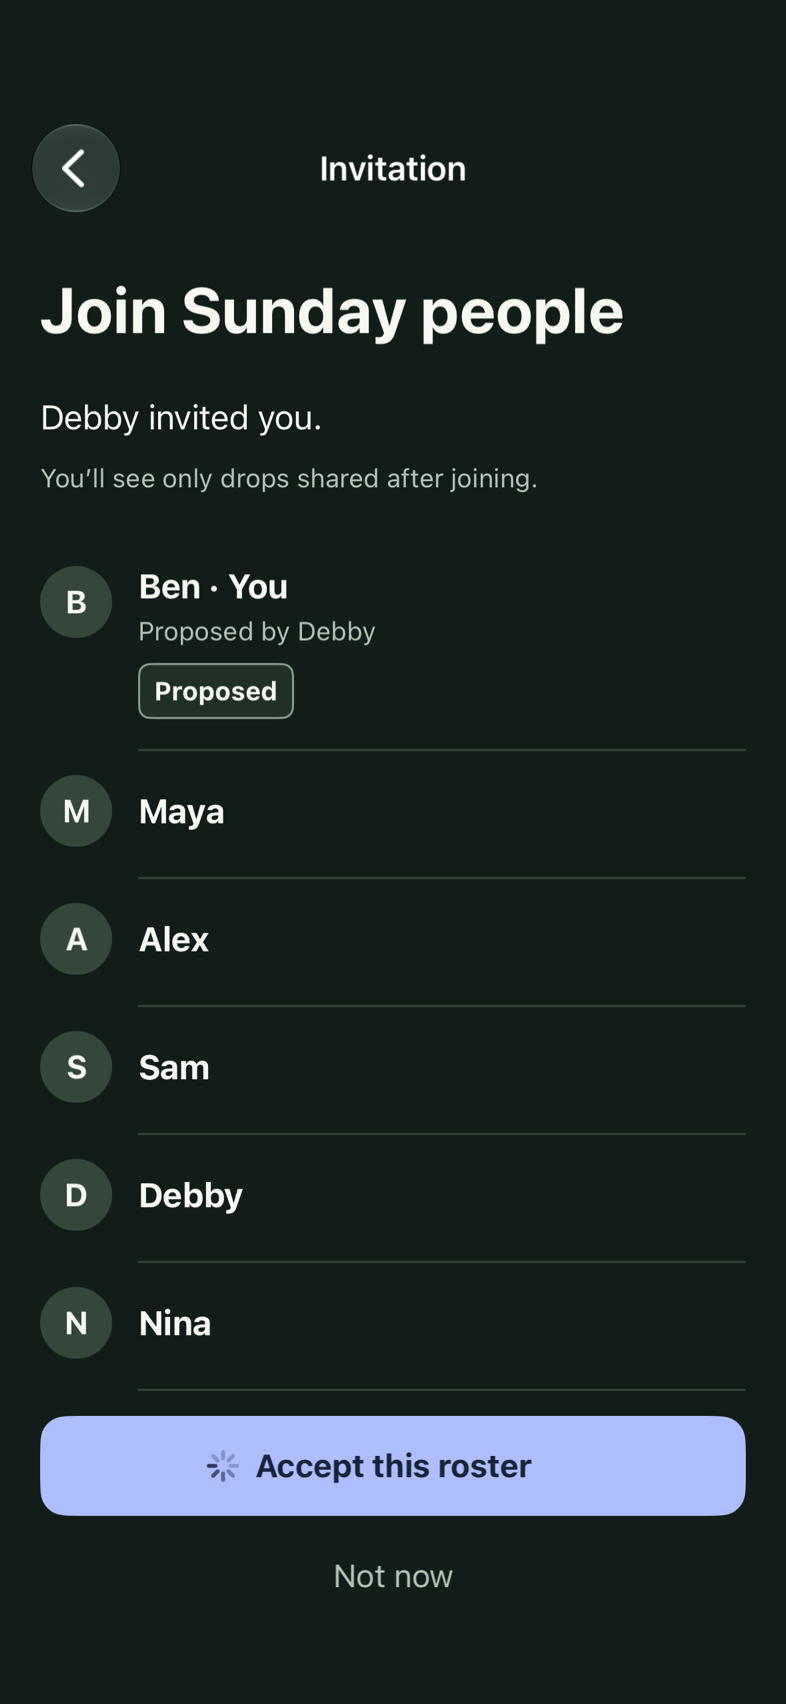 Invitation
Join Sunday people
Debby invited you.
You’ll see only drops shared after joining.
B
Ben · You
Proposed by Debby
Proposed
M
Maya
A
Alex
S
Sam
D
Debby
N
Nina
Accept this roster
Not now